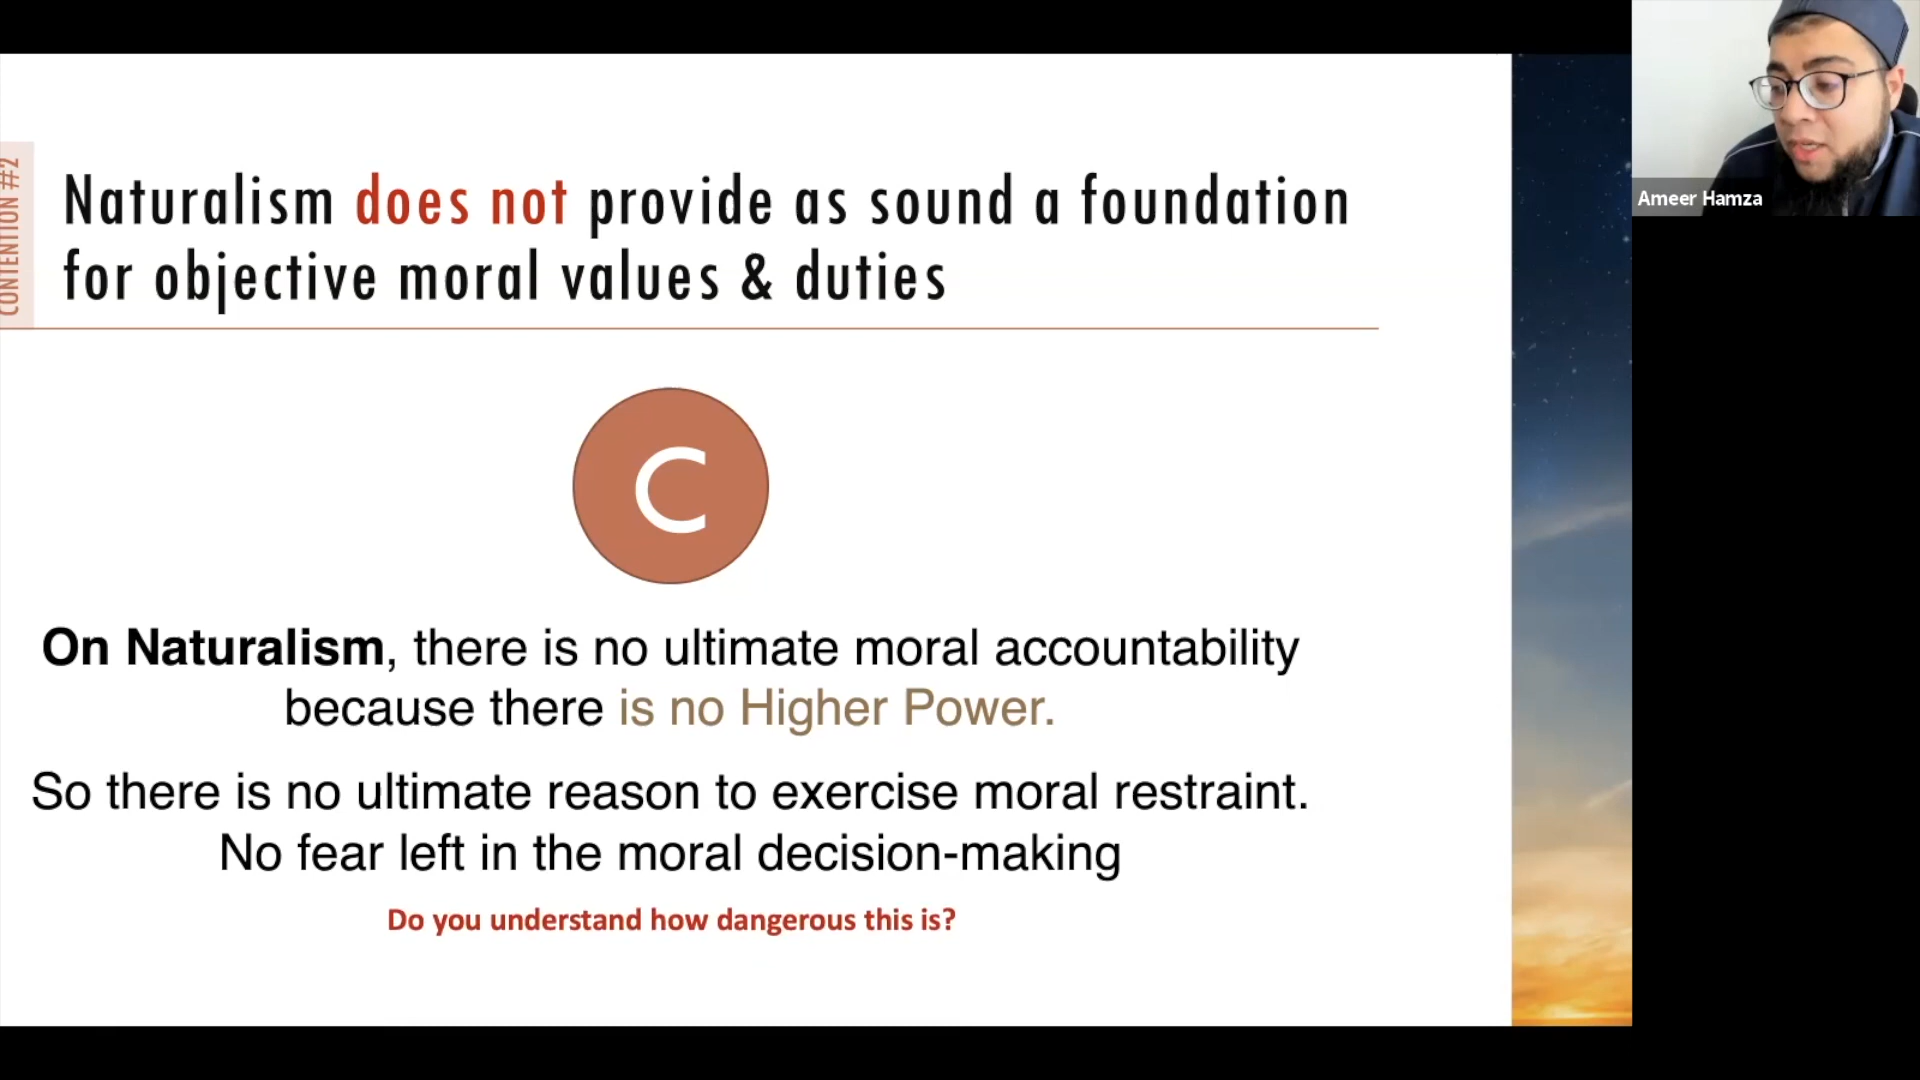 CONTENTION #2
Naturalism does not provide as sound a foundation
for objective moral values & duties
C
On Naturalism, there is no ultimate moral accountability
because there is no Higher Power.
So there is no ultimate reason to exercise moral restraint.
No fear left in the moral decision-making
Do you understand how dangerous this is?
Ameer Hamza